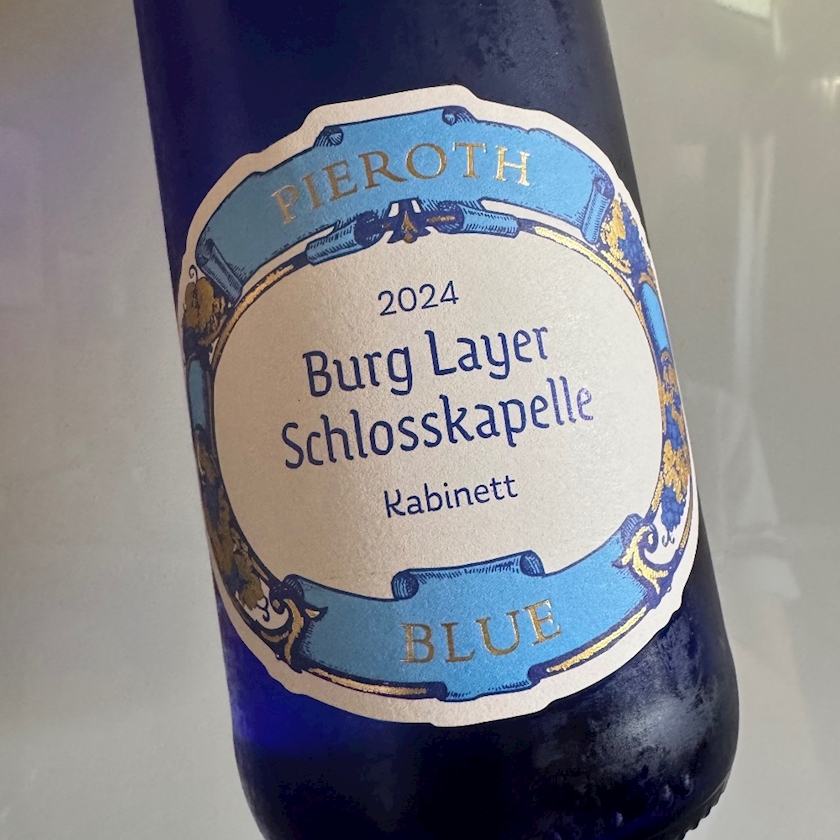 PIEROTH
2024
Burg Layer
Schlosskapelle
Kabinett
BLUE